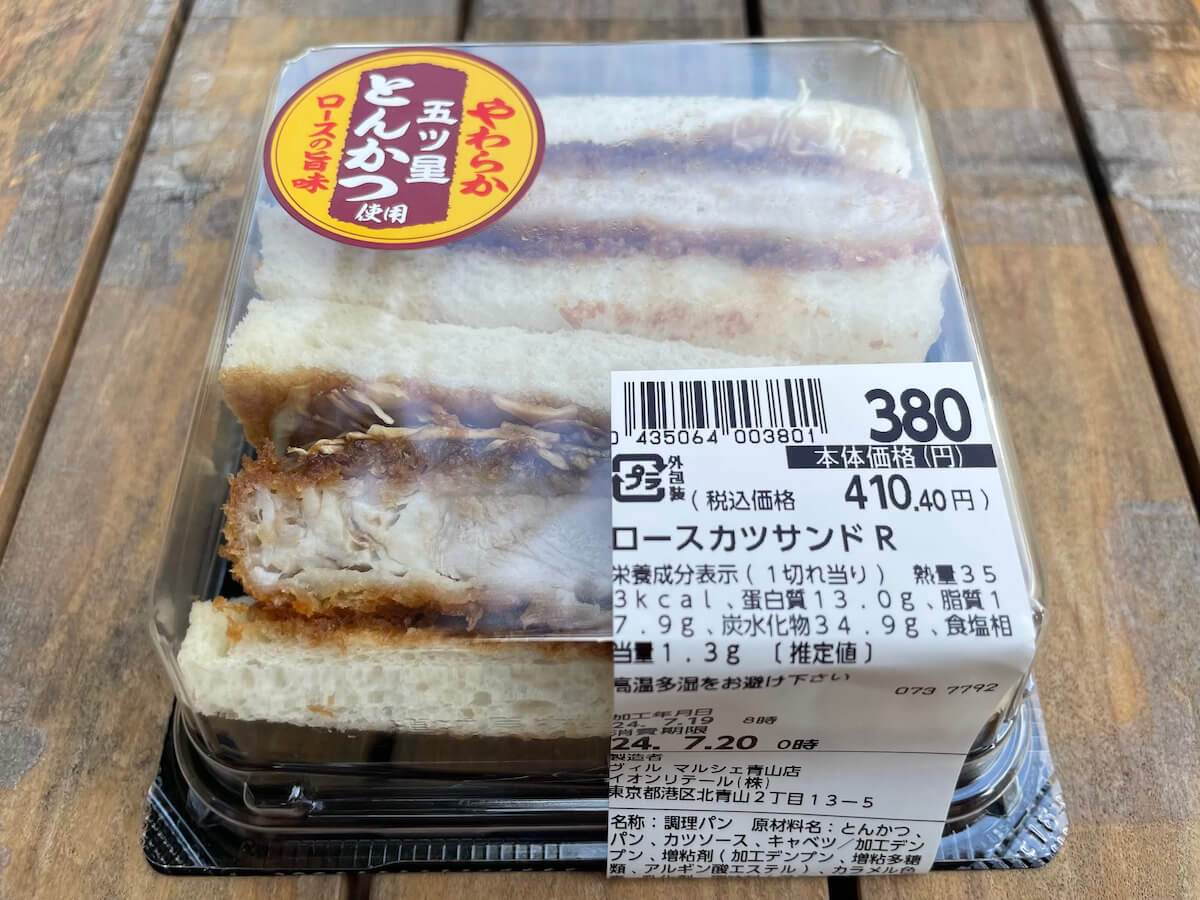 やわらか
五ツ星
とんかつ
使用
ロースの旨味
0 435064 003801
380
本体価格(円)
プラ
外包装
(税込価格 410.40円)
ロースカツサンドR
栄養成分表示(1切れ当り) 熱量35
3kcal、蛋白質13.0g、脂質1
7.9g、炭水化物34.9g、食塩相
当量1.3g 〔推定値〕
高温多湿をお避け下さい
073 7792
加工年月日
24. 7.19 8時
消費期限
24. 7.20 0時
製造者
ヴィル マルシェ青山店
イオンリテール(株)
東京都港区北青山2丁目13-5
名称:調理パン 原材料名:とんかつ、
パン、カツソース、キャベツ/加工デン
プン、増粘剤(加工デンプン、増粘多糖
類、アルギン酸エステル)、カラメル色